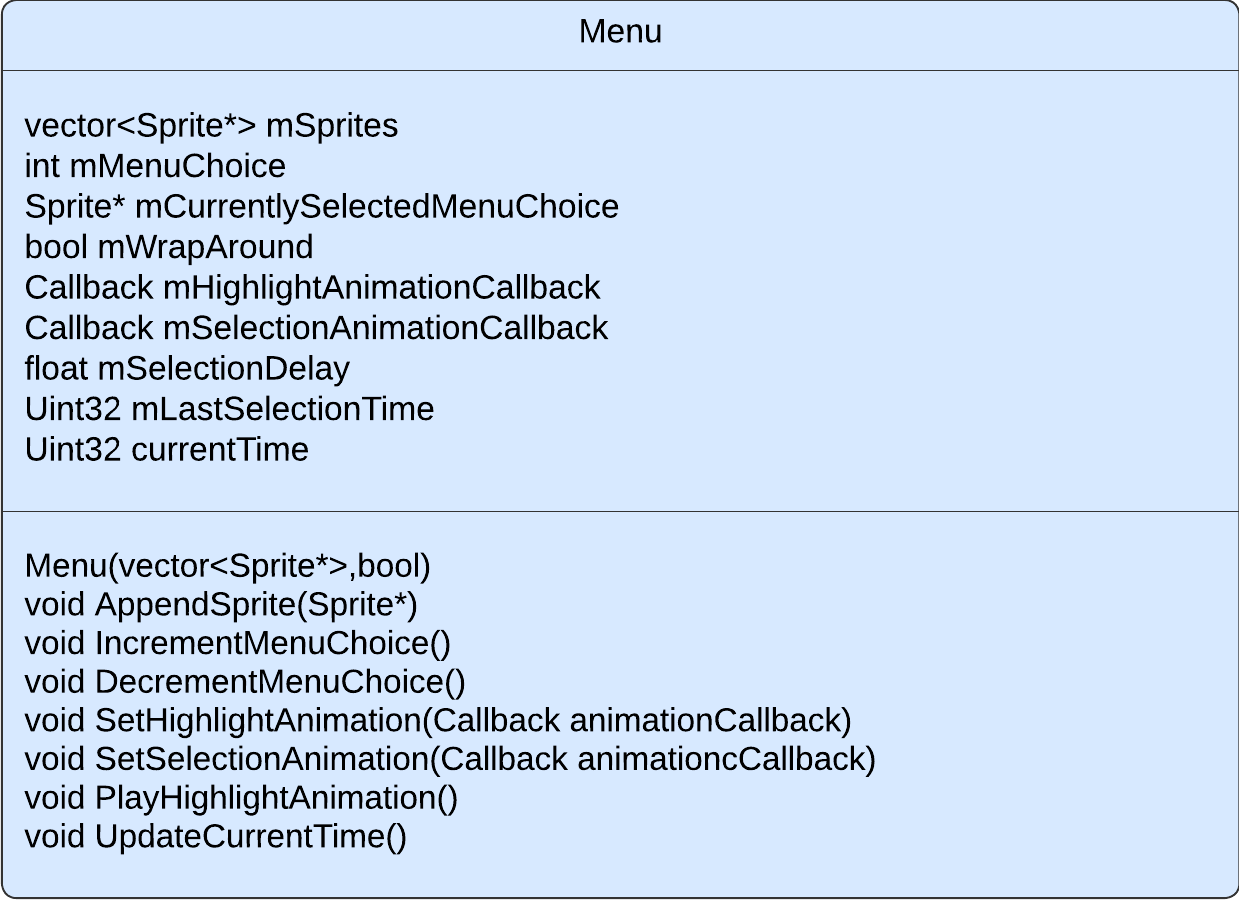 Menu
vector<Sprite*> mSprites
int mMenuChoice
Sprite* mCurrentlySelectedMenuChoice
bool mWrapAround
Callback mHighlightAnimationCallback
Callback mSelectionAnimationCallback
float mSelectionDelay
Uint32 mLastSelectionTime
Uint32 currentTime
Menu(vector<Sprite*>,bool)
void AppendSprite(Sprite*)
void IncrementMenuChoice()
void DecrementMenuChoice()
void SetHighlightAnimation(Callback animationCallback)
void SetSelectionAnimation(Callback animationcCallback)
void PlayHighlightAnimation()
void UpdateCurrentTime()